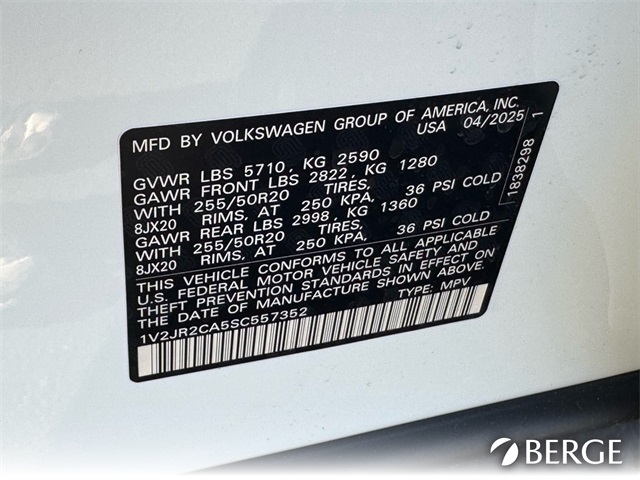 MFD BY VOLKSWAGEN GROUP OF AMERICA, INC.
USA 04/2025
GVWR LBS 5710, KG 2590
GAWR FRONT LBS 2822, KG 1280
WITH 255/50R20 TIRES,
8JX20 RIMS, AT 250 KPA, 36 PSI COLD
GAWR REAR LBS 2998, KG 1360
WITH 255/50R20 TIRES,
8JX20 RIMS, AT 250 KPA, 36 PSI COLD
THIS VEHICLE CONFORMS TO ALL APPLICABLE
U.S. FEDERAL MOTOR VEHICLE SAFETY AND
THEFT PREVENTION STANDARDS IN EFFECT ON
THE DATE OF MANUFACTURE SHOWN ABOVE.
1V2JR2CA5SC557352 TYPE: MPV
1838298 1
BERGE